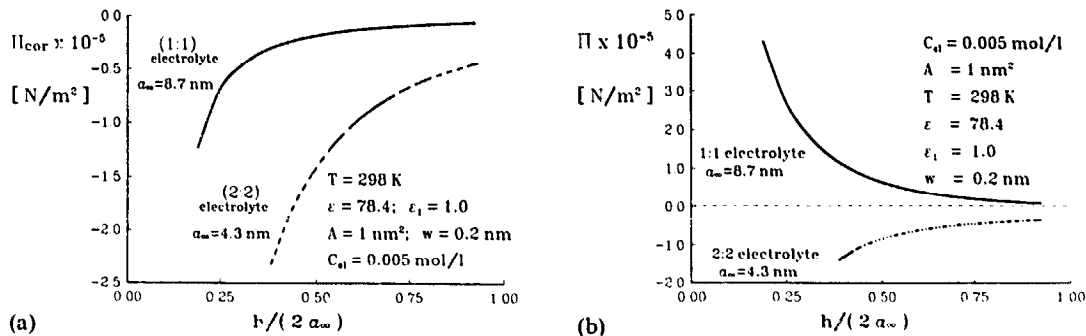 Π_cor x 10⁻⁵
[N/m²]
0.0
-0.5
-1.0
-1.5
-2.0
-2.5
(1:1)
electrolyte
a∞=8.7 nm
(2:2)
electrolyte
a∞=4.3 nm
T = 298 K
ε = 78.4; ε₁ = 1.0
A = 1 nm²; w = 0.2 nm
C_el = 0.005 mol/l
0.00 0.25 0.50 0.75 1.00
h/(2a∞)
(a)
Π x 10⁻⁵
[N/m²]
5.0
4.0
3.0
2.0
1.0
0.0
-1.0
-2.0
C_el = 0.005 mol/l
A = 1 nm²
T = 298 K
ε = 78.4
ε₁ = 1.0
w = 0.2 nm
1:1 electrolyte
a∞=8.7 nm
2:2 electrolyte
a∞=4.3 nm
0.00 0.25 0.50 0.75 1.00
h/(2a∞)
(b)